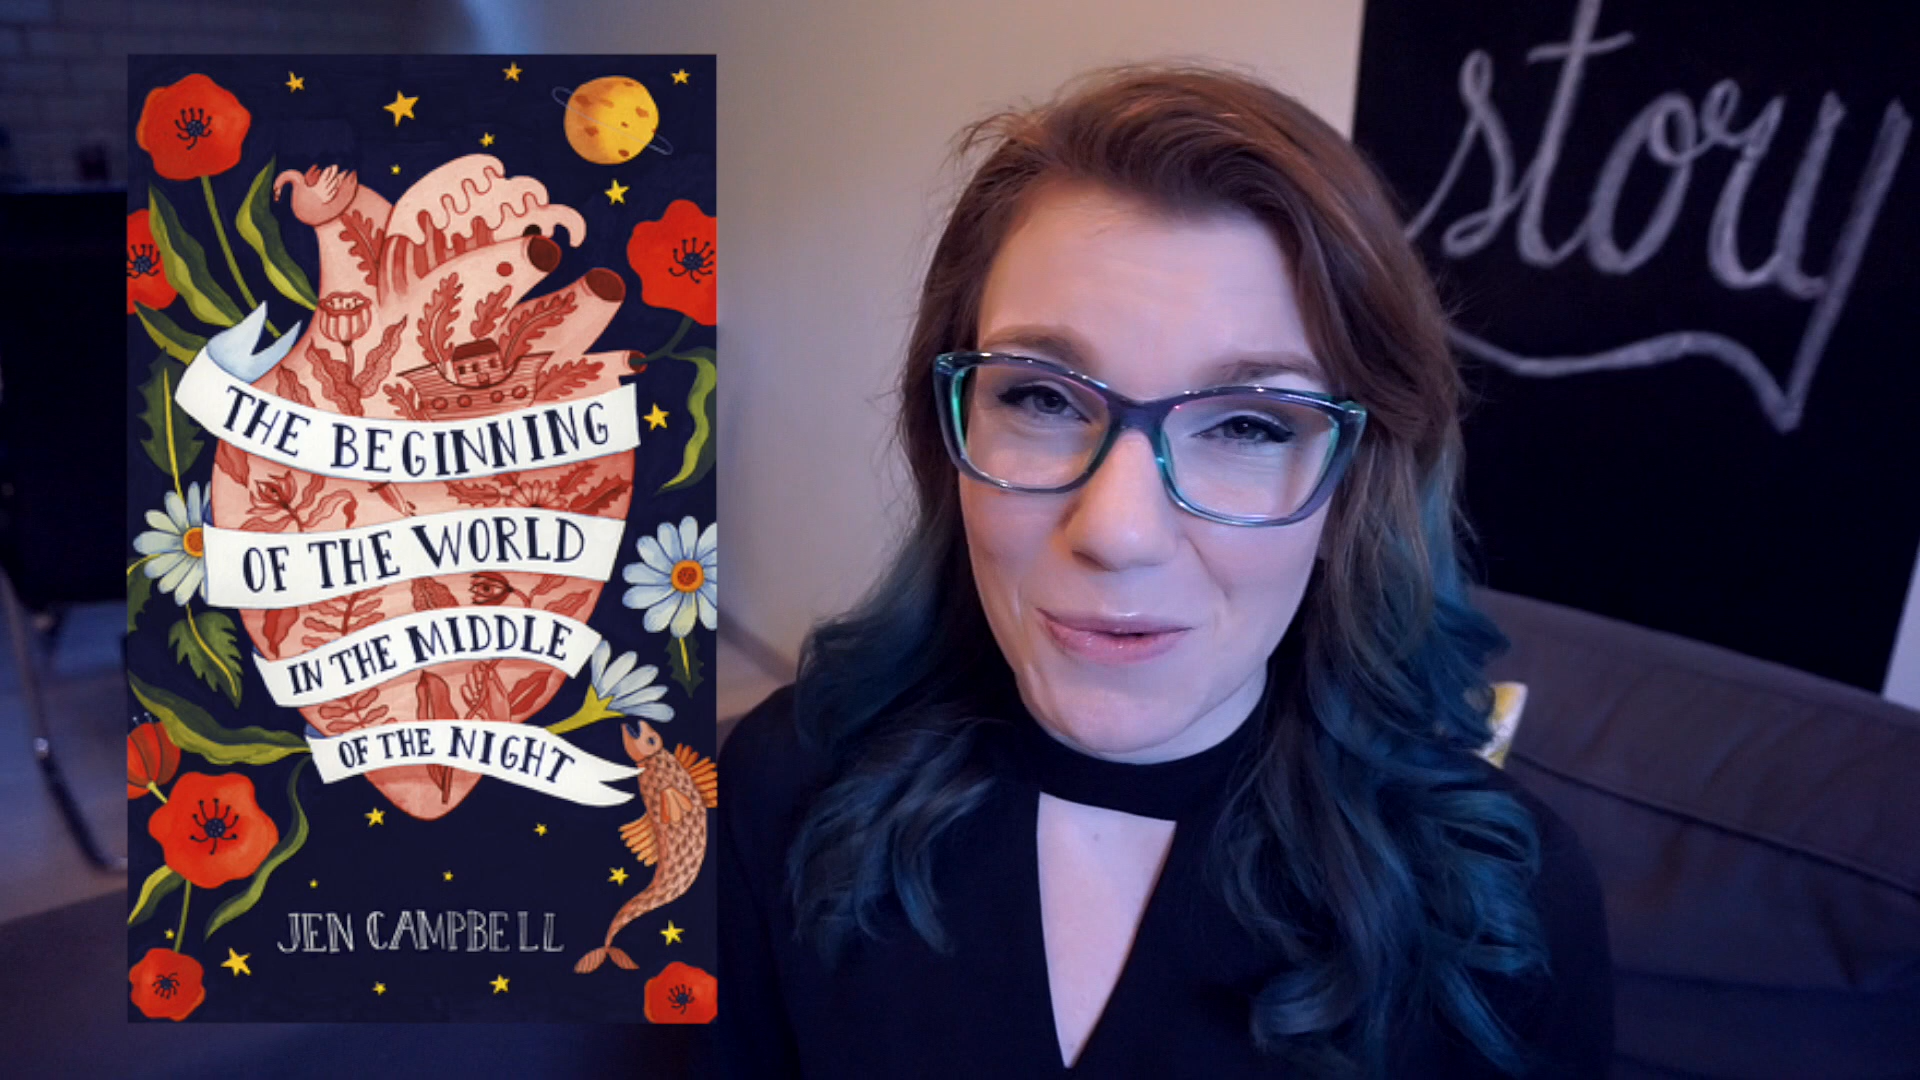 THE BEGINNING
OF THE WORLD
IN THE MIDDLE
OF THE NIGHT
JEN CAMPBELL
story